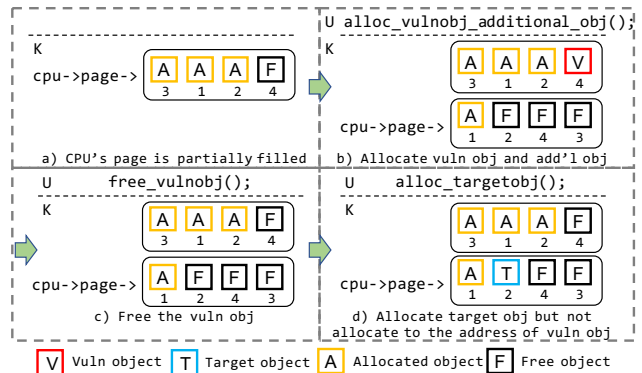 K
cpu->page->
A A A F
3 1 2 4
a) CPU's page is partially filled
U alloc_vulnobj_additional_obj();
K
A A A V
3 1 2 4
cpu->page->
A F F F
1 2 4 3
b) Allocate vuln obj and add'l obj
U free_vulnobj();
K
A A A F
3 1 2 4
cpu->page->
A F F F
1 2 4 3
c) Free the vuln obj
U alloc_targetobj();
K
A A A F
3 1 2 4
cpu->page->
A T F F
1 2 4 3
d) Allocate target obj but not
allocate to the address of vuln obj
V Vuln object T Target object A Allocated object F Free object